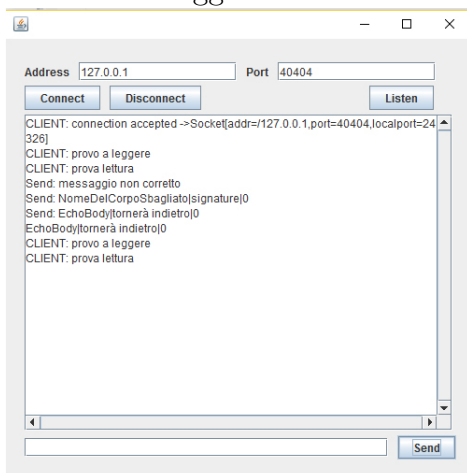 gg
Address 127.0.0.1 Port 40404
Connect Disconnect Listen
CLIENT: connection accepted ->Socket[addr=/127.0.0.1,port=40404,localport=24
326]
CLIENT: provo a leggere
CLIENT: prova lettura
Send: messaggio non corretto
Send: NomeDelCorpoSbagliato|signature|0
Send: EchoBody|tornerà indietro|0
EchoBody|tornerà indietro|0
CLIENT: provo a leggere
CLIENT: prova lettura
Send